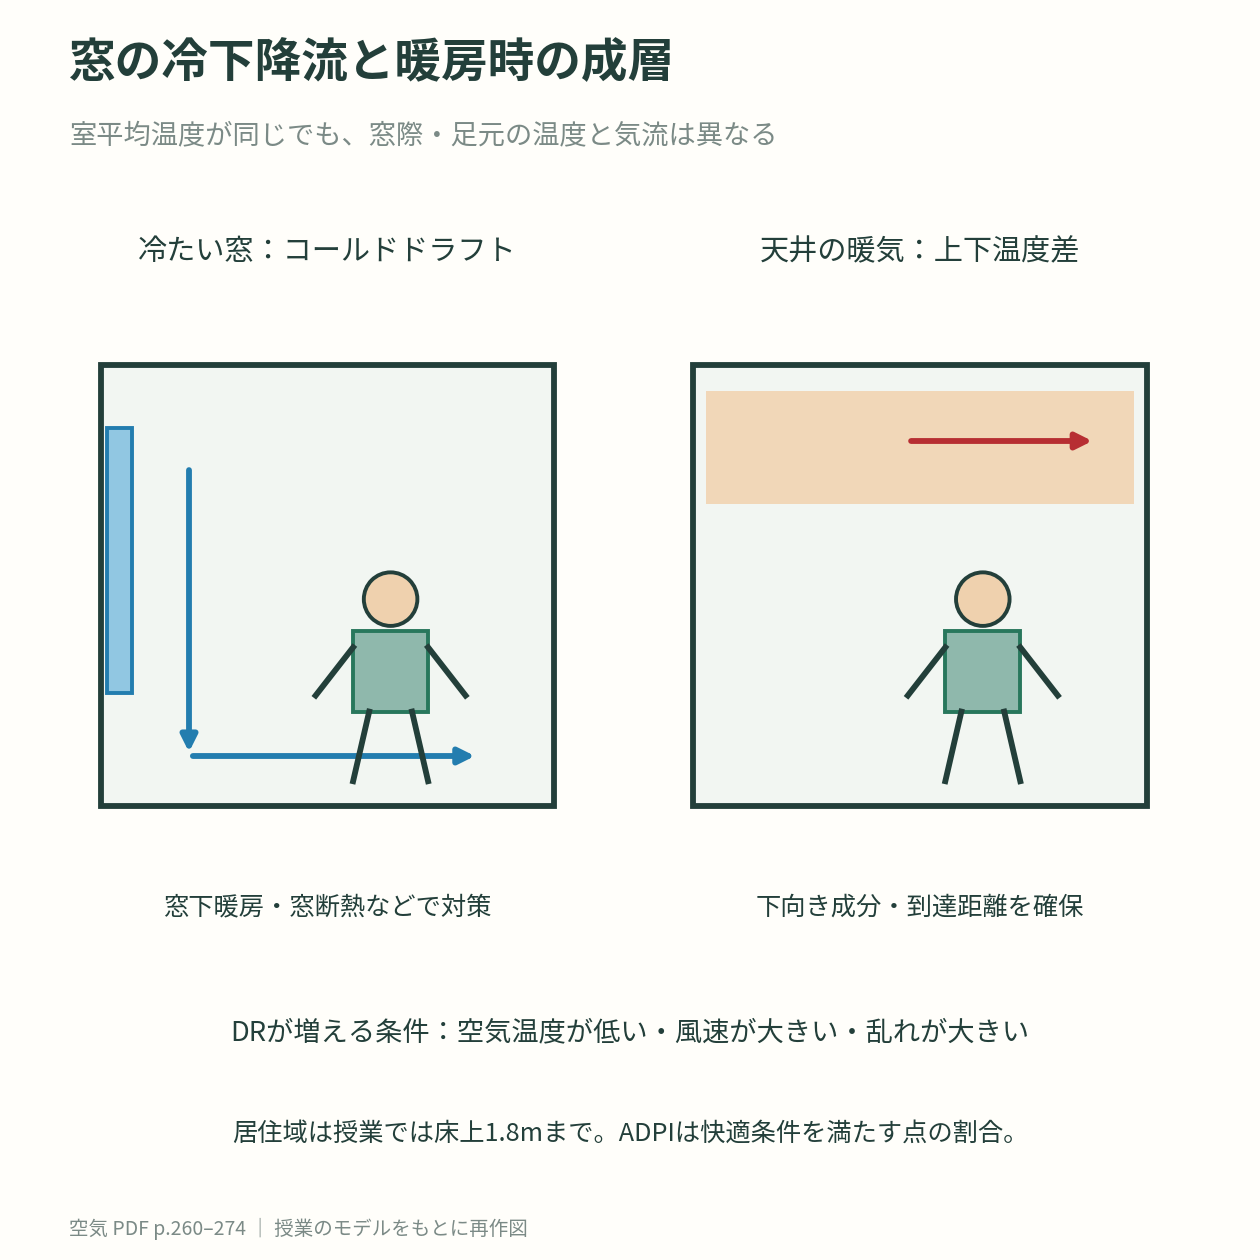 窓の冷下降流と暖房時の成層
室平均温度が同じでも、窓際・足元の温度と気流は異なる
冷たい窓：コールドドラフト
天井の暖気：上下温度差
窓下暖房・窓断熱などで対策
下向き成分・到達距離を確保
DRが増える条件：空気温度が低い・風速が大きい・乱れが大きい
居住域は授業では床上1.8mまで。ADPIは快適条件を満たす点の割合。
空気 PDF p.260–274 ｜ 授業のモデルをもとに再作図